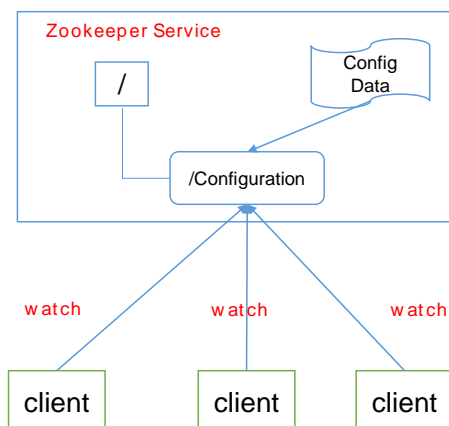 Zookeeper Service
/
Config
Data
/Configuration
watch
watch
watch
client
client
client